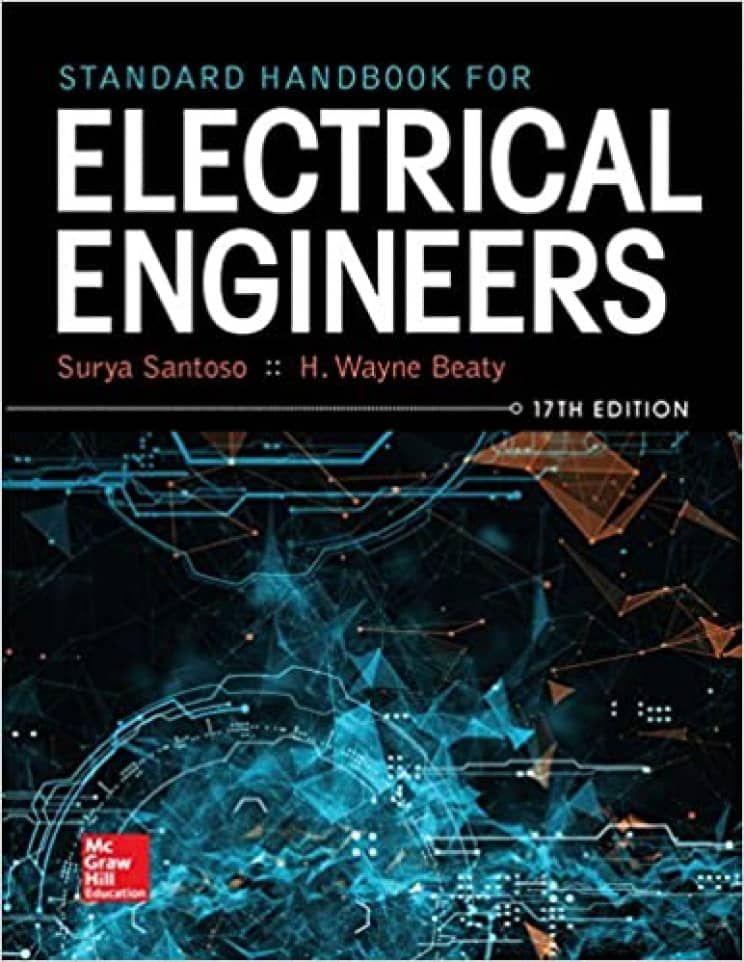 STANDARD HANDBOOK FOR
ELECTRICAL
ENGINEERS
Surya Santoso :: H. Wayne Beaty
17TH EDITION
Mc
Graw
Hill
Education